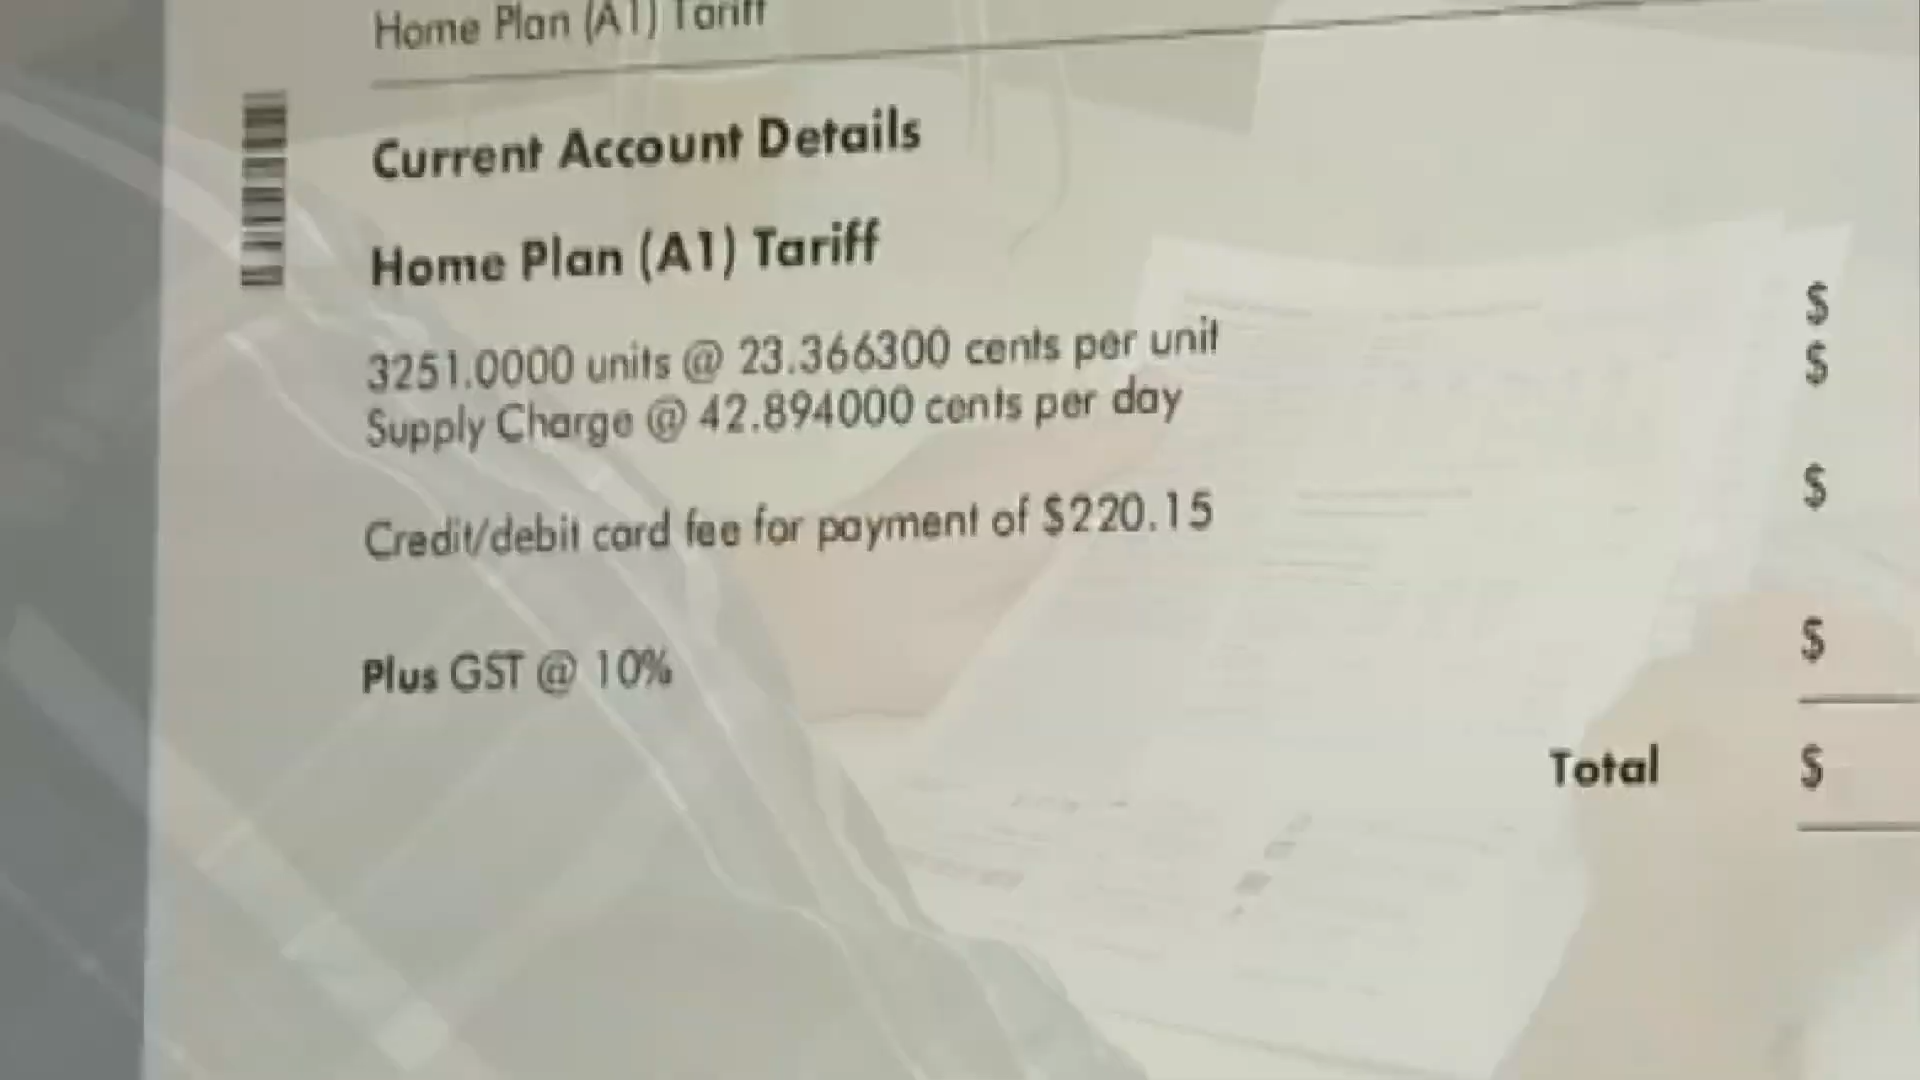 Home Plan (A1) Tariff
Current Account Details
Home Plan (A1) Tariff
$
3251.0000 units @ 23.366300 cents per unit
$
Supply Charge @ 42.894000 cents per day
$
Credit/debit card fee for payment of $220.15
$
Plus GST @ 10%
Total $